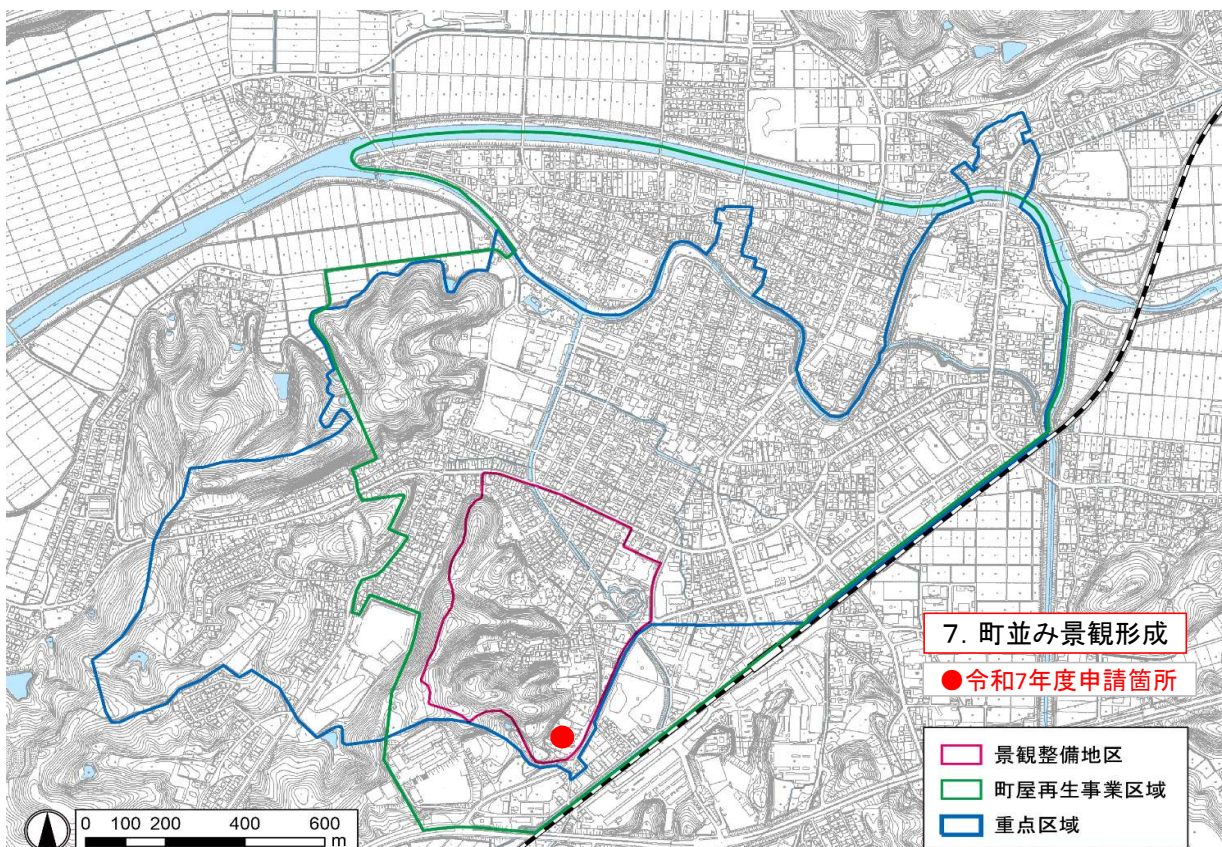 7. 町並み景観形成
●令和7年度申請箇所
景観整備地区
町屋再生事業区域
重点区域
0 100 200 400 600
m